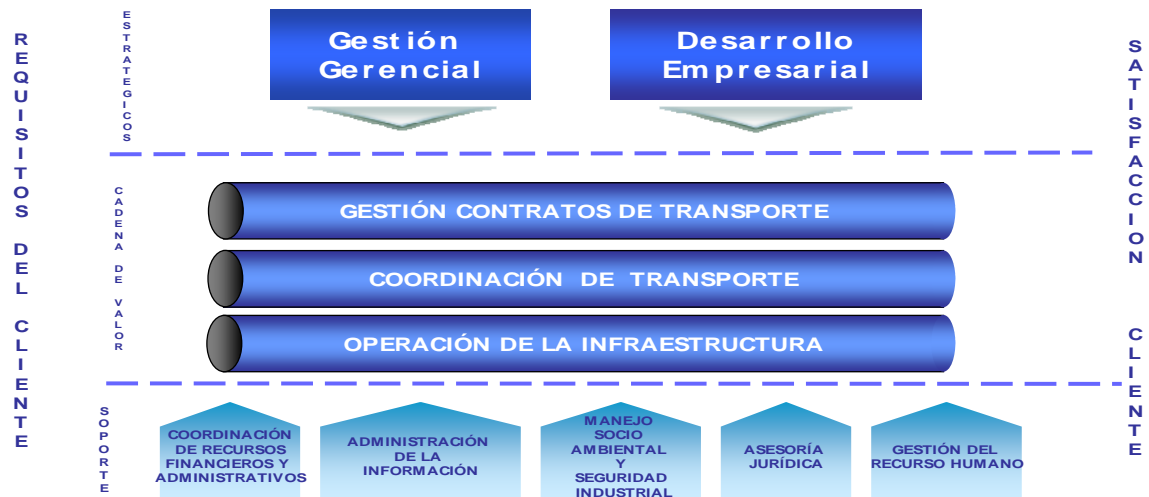 REQUISITOS DEL CLIENTE
ESTRATEGICOS
Gestión
Gerencial
Desarrollo
Empresarial
CADENA DE VALOR
GESTIÓN CONTRATOS DE TRANSPORTE
COORDINACIÓN DE TRANSPORTE
OPERACIÓN DE LA INFRAESTRUCTURA
SOPORTE
COORDINACIÓN
DE RECURSOS
FINANCIEROS Y
ADMINISTRATIVOS
ADMINISTRACIÓN
DE LA
INFORMACIÓN
MANEJO
SOCIO
AMBIENTAL
Y
SEGURIDAD
INDUSTRIAL
ASESORÍA
JURÍDICA
GESTIÓN DEL
RECURSO HUMANO
SATISFACCION CLIENTE